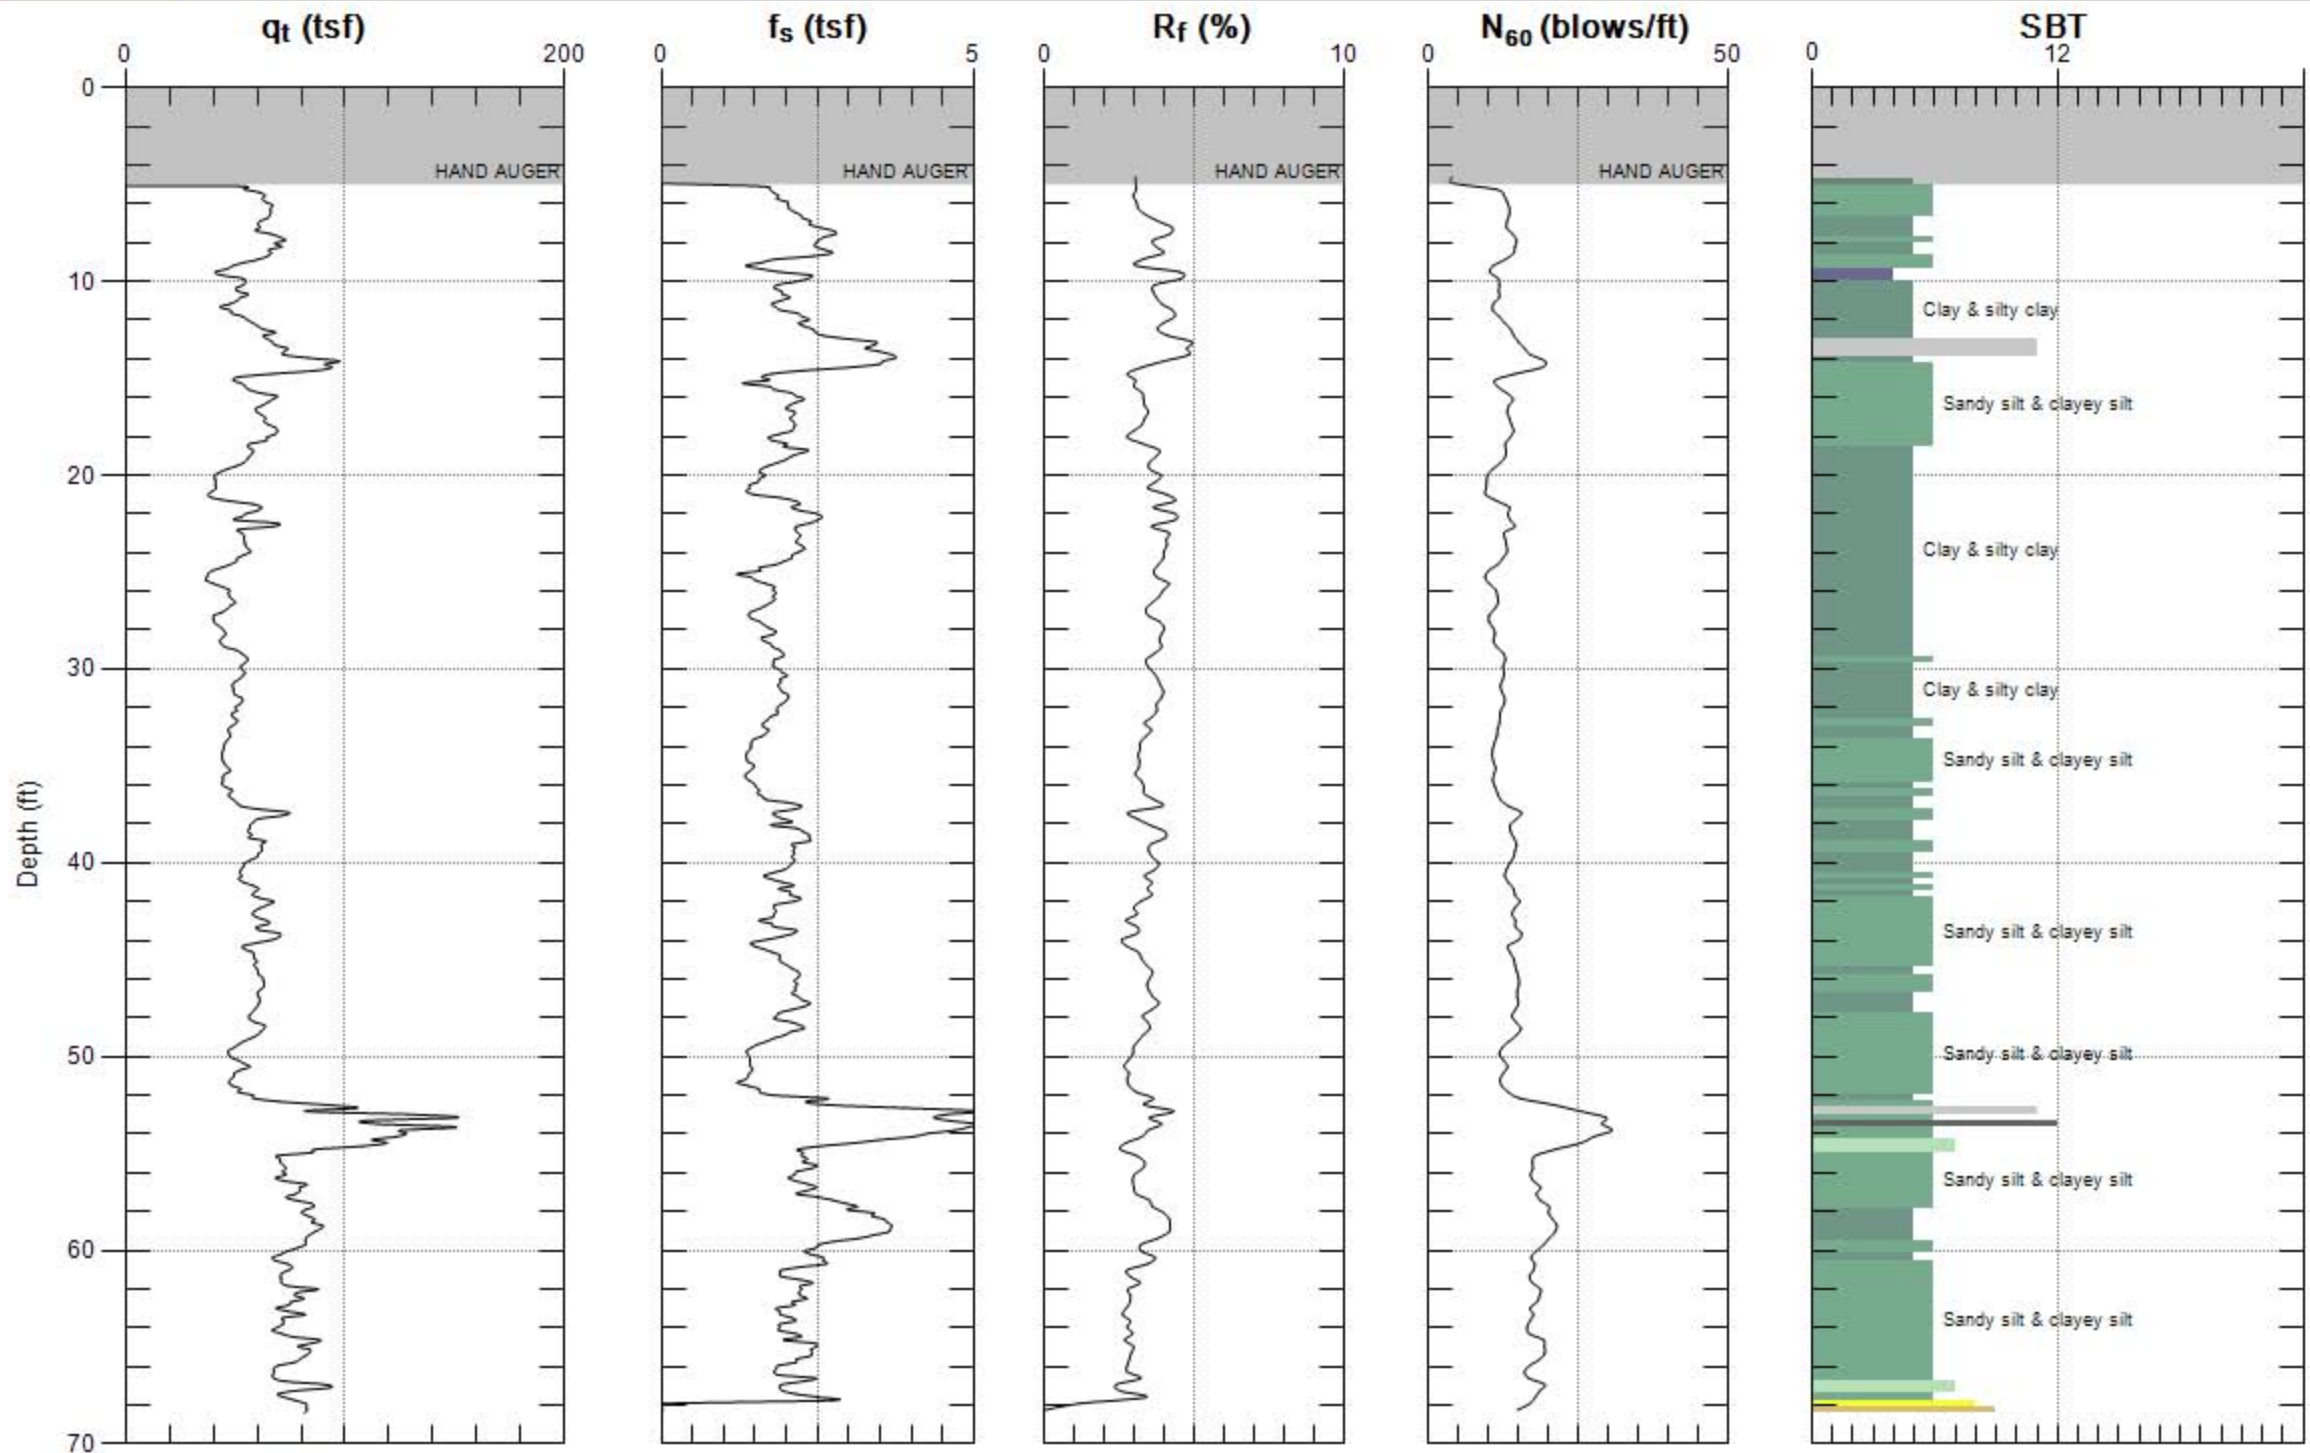 qt (tsf) fs (tsf) Rf (%) N60 (blows/ft) SBT
0 200 0 5 0 10 0 50 0 12
0
HAND AUGER HAND AUGER HAND AUGER HAND AUGER
10
Clay & silty clay
Sandy silt & clayey silt
20
Clay & silty clay
30
Clay & silty clay
Sandy silt & clayey silt
Depth (ft)
40
Sandy silt & clayey silt
50
Sandy silt & clayey silt
Sandy silt & clayey silt
60
Sandy silt & clayey silt
70